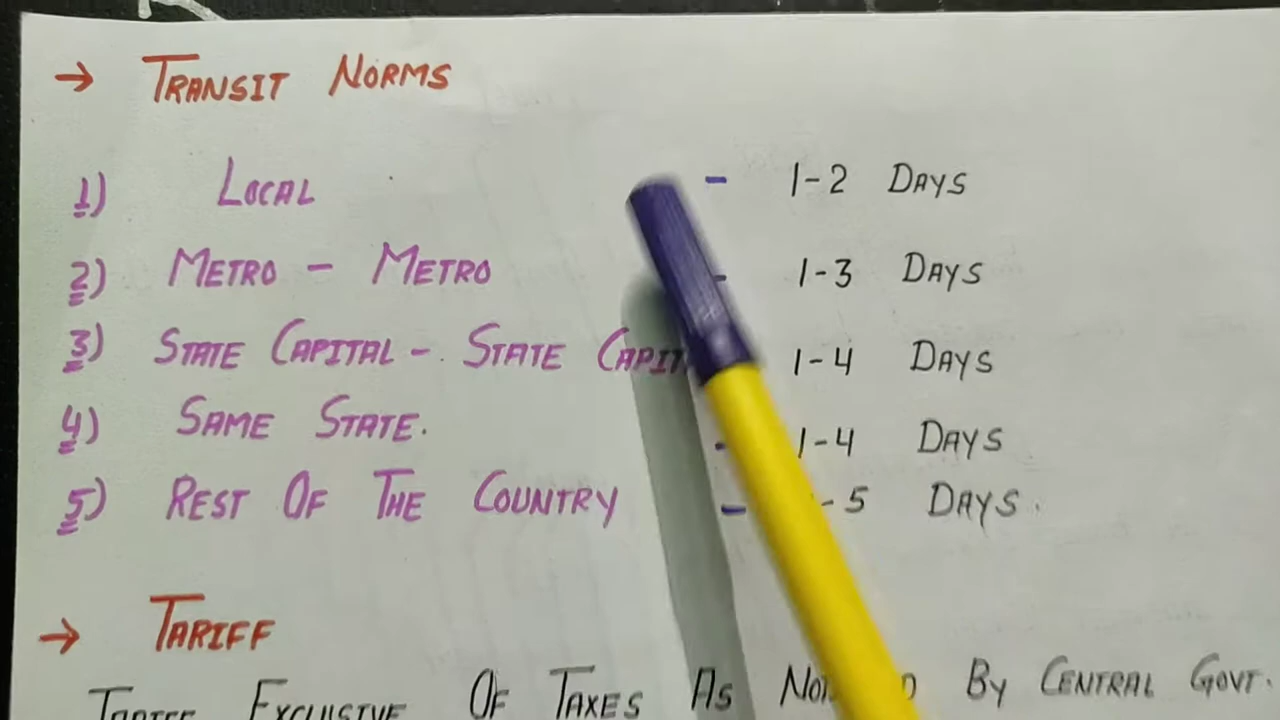 → TRANSIT NORMS
1) LOCAL - 1-2 DAYS
2) METRO - METRO - 1-3 DAYS
3) STATE CAPITAL - STATE 1-4 DAYS
4) SAME STATE. - 1-4 DAYS
5) REST OF THE COUNTRY - -5 DAYS.
→ TARIFF
TARIFF EXCLUSIVE OF TAXES AS BY CENTRAL GOVT.